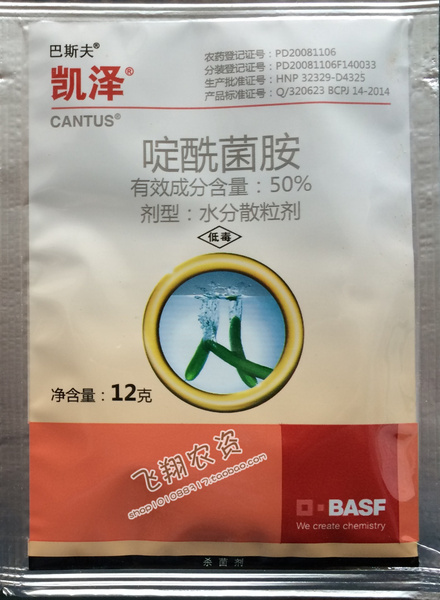 巴斯夫®
凯泽®
CANTUS®
农药登记证号：PD20081106
分装登记证号：PD20081106F140033
生产批准证号：HNP 32329-D4325
产品标准证号：Q/320623 BCPJ 14-2014
啶酰菌胺
有效成分含量：50%
剂型：水分散粒剂
低毒
净含量：12克
飞翔农资
shop101088317.taobao.com
BASF
We create chemistry
杀菌剂